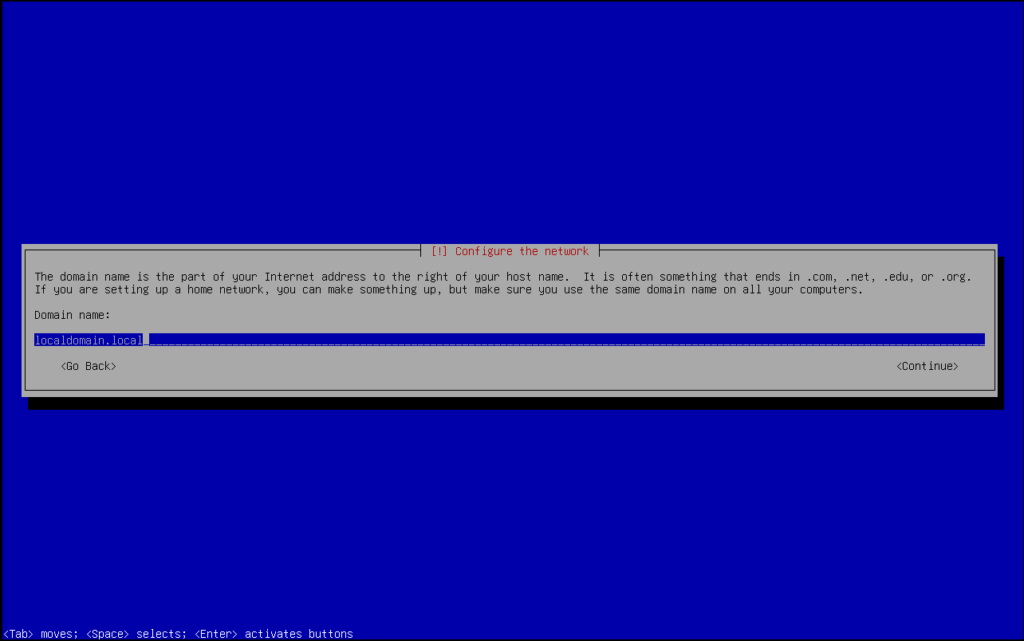 [!] Configure the network
The domain name is the part of your Internet address to the right of your host name.  It is often something that ends in .com, .net, .edu, or .org.
If you are setting up a home network, you can make something up, but make sure you use the same domain name on all your computers.
Domain name:
localdomain.local
<Go Back> <Continue>
<Tab> moves; <Space> selects; <Enter> activates buttons